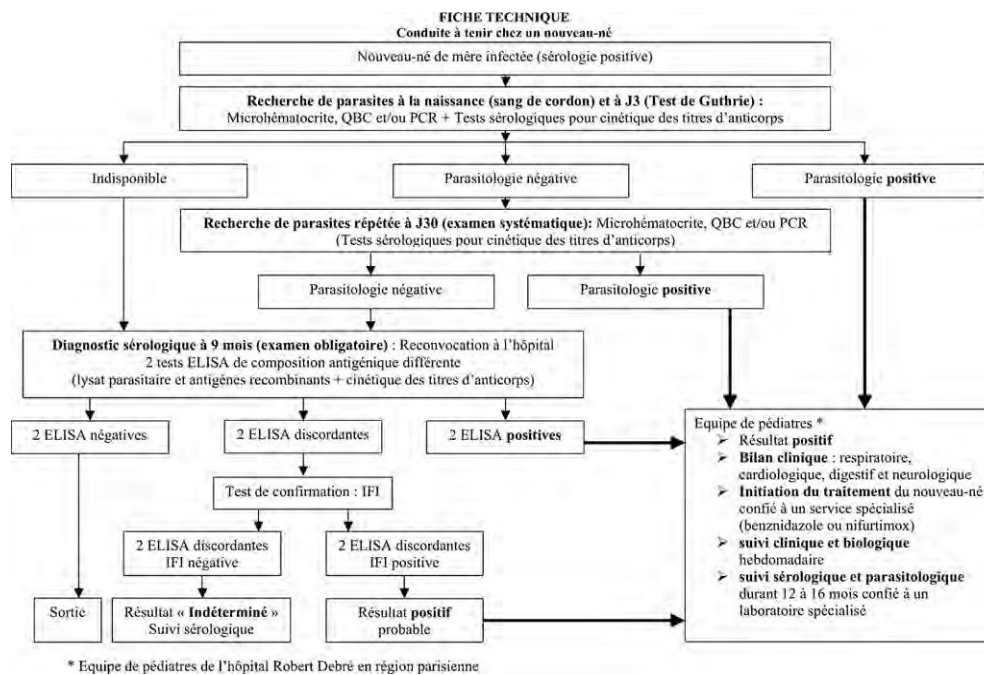 FICHE TECHNIQUE
Conduite à tenir chez un nouveau-né
Nouveau-né de mère infectée (sérologie positive)
Recherche de parasites à la naissance (sang de cordon) et à J3 (Test de Guthrie) :
Microhématocrite, QBC et/ou PCR + Tests sérologiques pour cinétique des titres d'anticorps
Indisponible
Parasitologie négative
Parasitologie positive
Recherche de parasites répétée à J30 (examen systématique): Microhématocrite, QBC et/ou PCR
(Tests sérologiques pour cinétique des titres d'anticorps)
Parasitologie négative
Parasitologie positive
Diagnostic sérologique à 9 mois (examen obligatoire) : Reconvocation à l'hôpital
2 tests ELISA de composition antigénique différente
(lysat parasitaire et antigènes recombinants + cinétique des titres d'anticorps)
2 ELISA négatives
2 ELISA discordantes
2 ELISA positives
Test de confirmation : IFI
2 ELISA discordantes
IFI négative
2 ELISA discordantes
IFI positive
Sortie
Résultat « Indéterminé »
Suivi sérologique
Résultat positif
probable
Equipe de pédiatres *
➢ Résultat positif
➢ Bilan clinique : respiratoire,
cardiologique, digestif et neurologique
➢ Initiation du traitement du nouveau-né
confié à un service spécialisé
(benznidazole ou nifurtimox)
➢ suivi clinique et biologique
hebdomadaire
➢ suivi sérologique et parasitologique
durant 12 à 16 mois confié à un
laboratoire spécialisé
* Equipe de pédiatres de l'hôpital Robert Debré en région parisienne